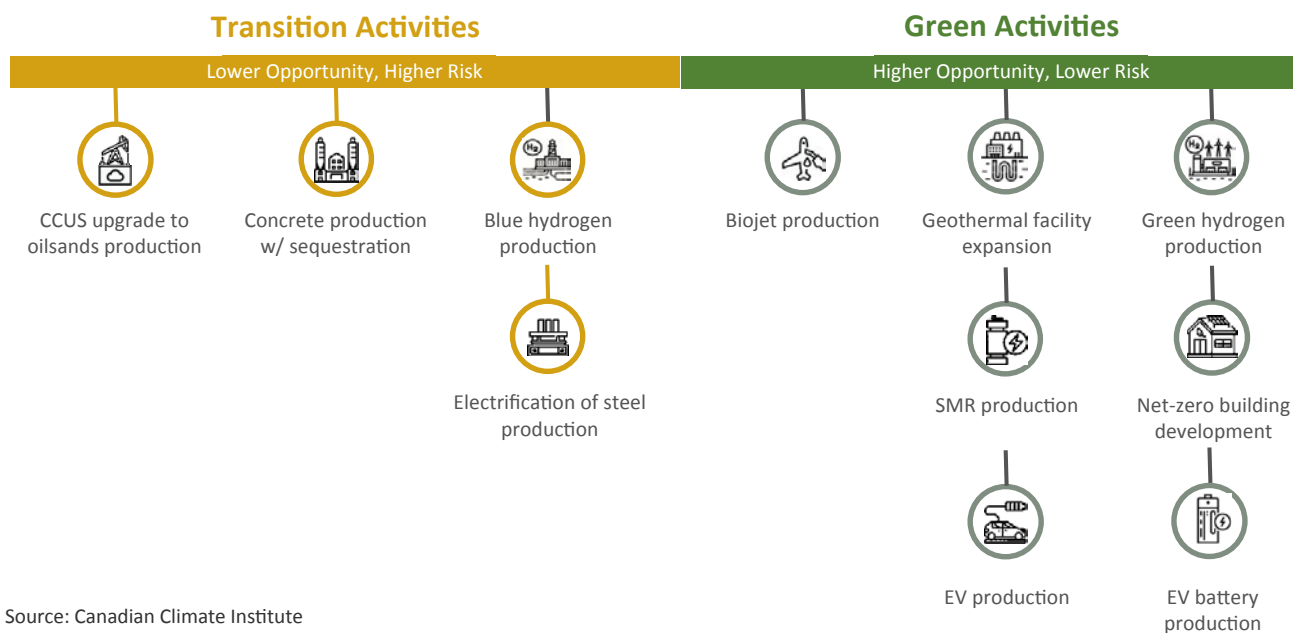 Transition Activities
Green Activities
Lower Opportunity, Higher Risk
Higher Opportunity, Lower Risk
CCUS upgrade to
oilsands production
Concrete production
w/ sequestration
H₂
Blue hydrogen
production
Biojet production
Geothermal facility
expansion
H₂
Green hydrogen
production
Electrification of steel
production
SMR production
Net-zero building
development
EV production
EV battery
production
Source: Canadian Climate Institute